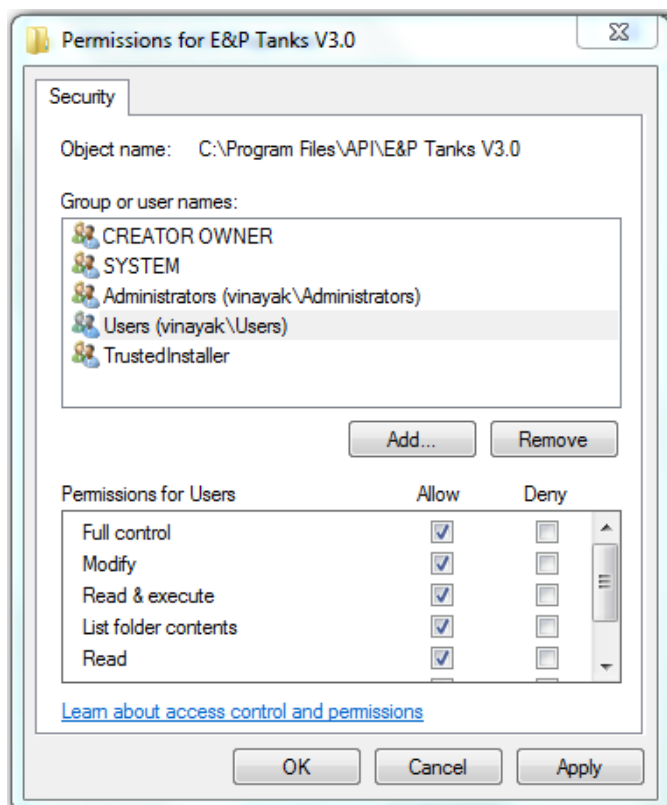 Permissions for E&P Tanks V3.0
Security
Object name: C:\Program Files\API\E&P Tanks V3.0
Group or user names:
CREATOR OWNER
SYSTEM
Administrators (vinayak\Administrators)
Users (vinayak\Users)
TrustedInstaller
Add... Remove
Permissions for Users Allow Deny
Full control
Modify
Read & execute
List folder contents
Read
Learn about access control and permissions
OK Cancel Apply